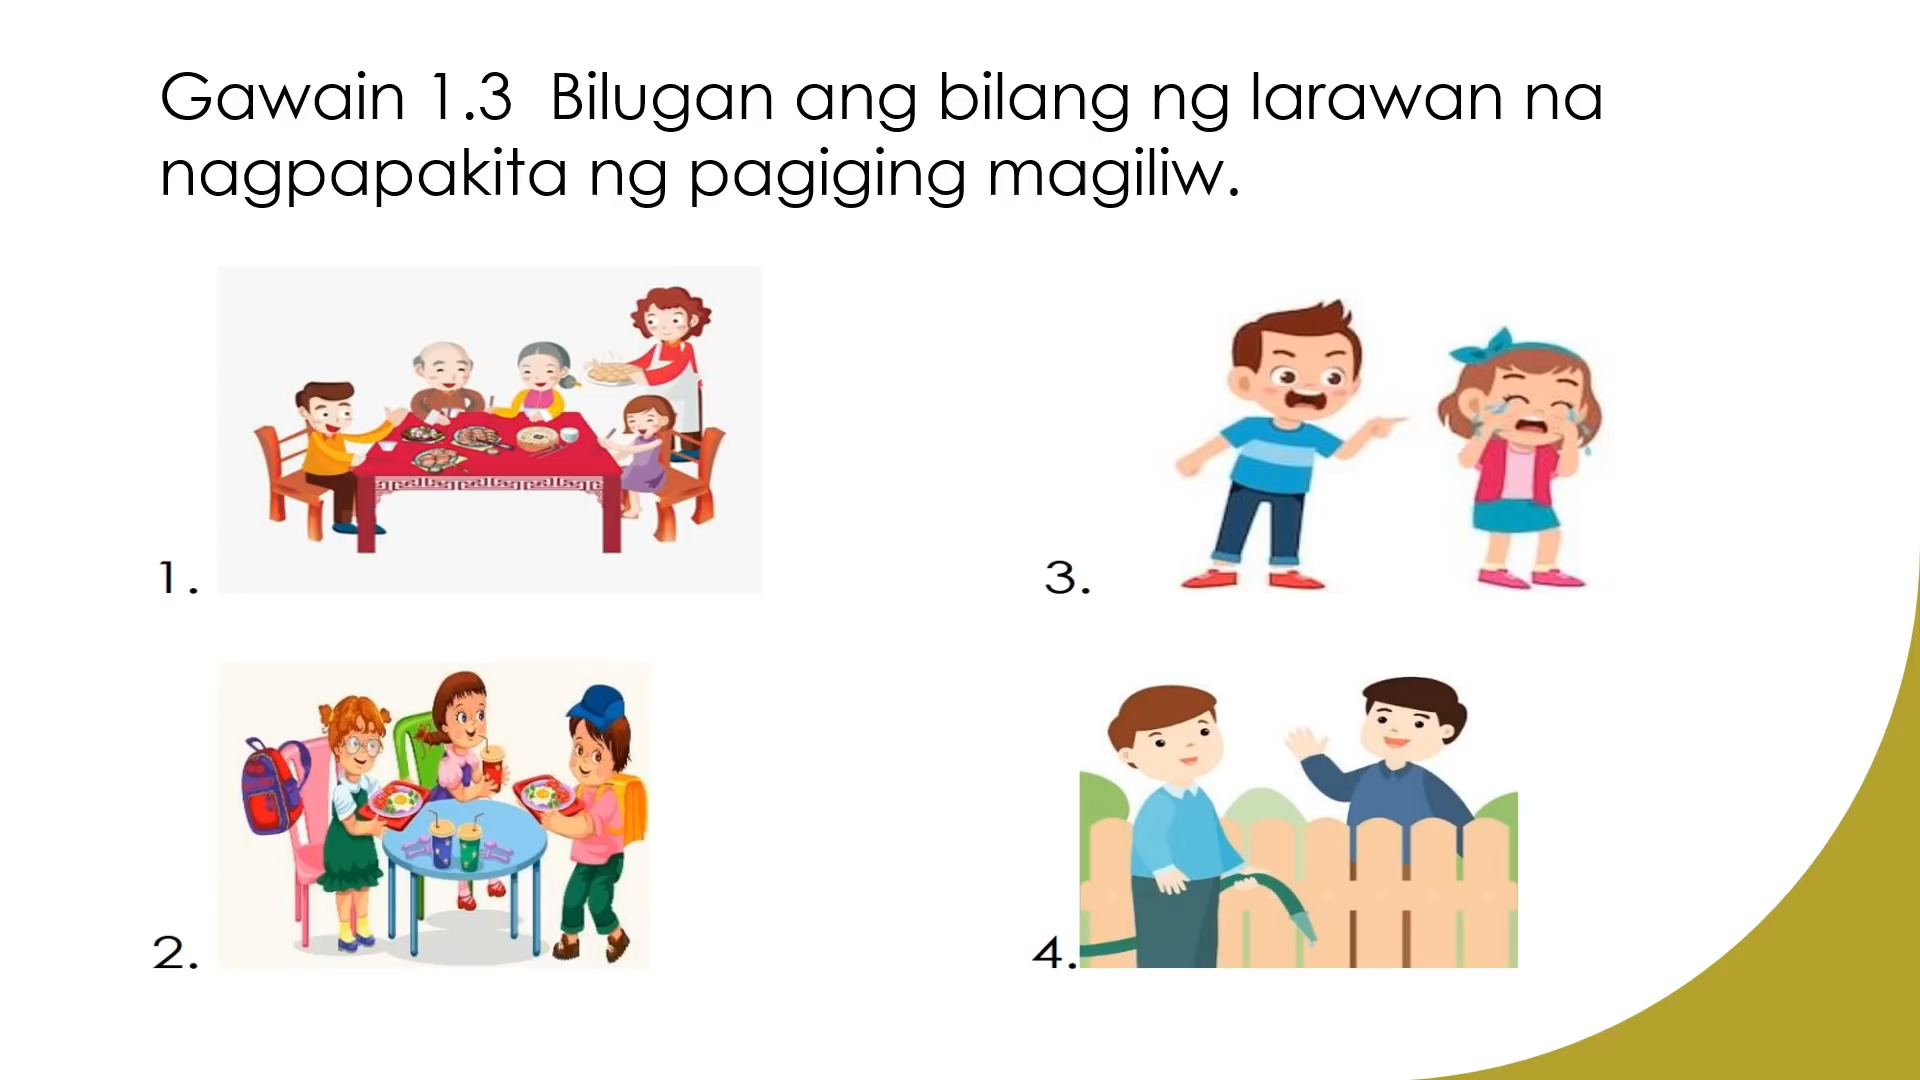 Gawain 1.3  Bilugan ang bilang ng larawan na
nagpapakita ng pagiging magiliw.
1.
3.
2.
4.